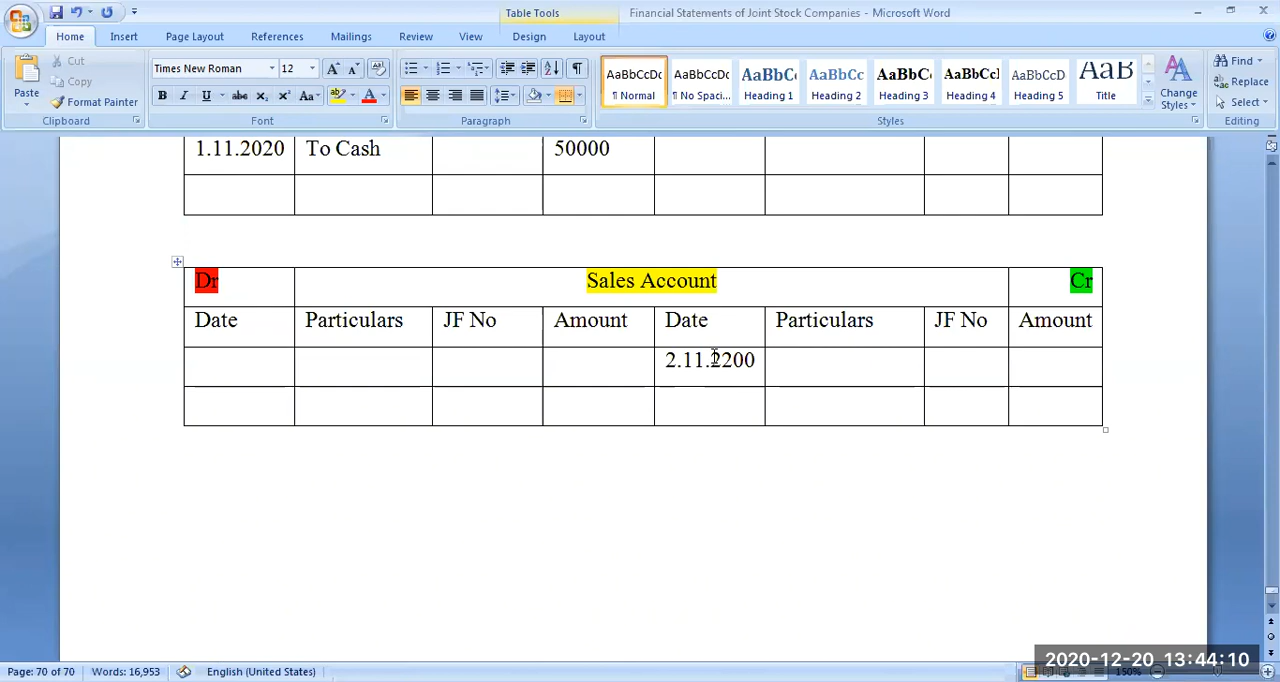 Table Tools
Financial Statements of Joint Stock Companies - Microsoft Word
Home Insert Page Layout References Mailings Review View Design Layout
Paste
Cut
Copy
Format Painter
Times New Roman 12
AaBbCcDc AaBbCcDc AaBbC AaBbCc AaBbC AaBbCcI AaBbCcD AaB
¶ Normal ¶ No Spaci... Heading 1 Heading 2 Heading 3 Heading 4 Heading 5 Title
Change Styles
Find
Replace
Select
Clipboard Font Paragraph Styles Editing
1.11.2020 To Cash 50000
Dr Sales Account Cr
Date Particulars JF No Amount Date Particulars JF No Amount
2.11.2200
Page: 70 of 70 Words: 16,953 English (United States) 150%
2020-12-20 13:44:10